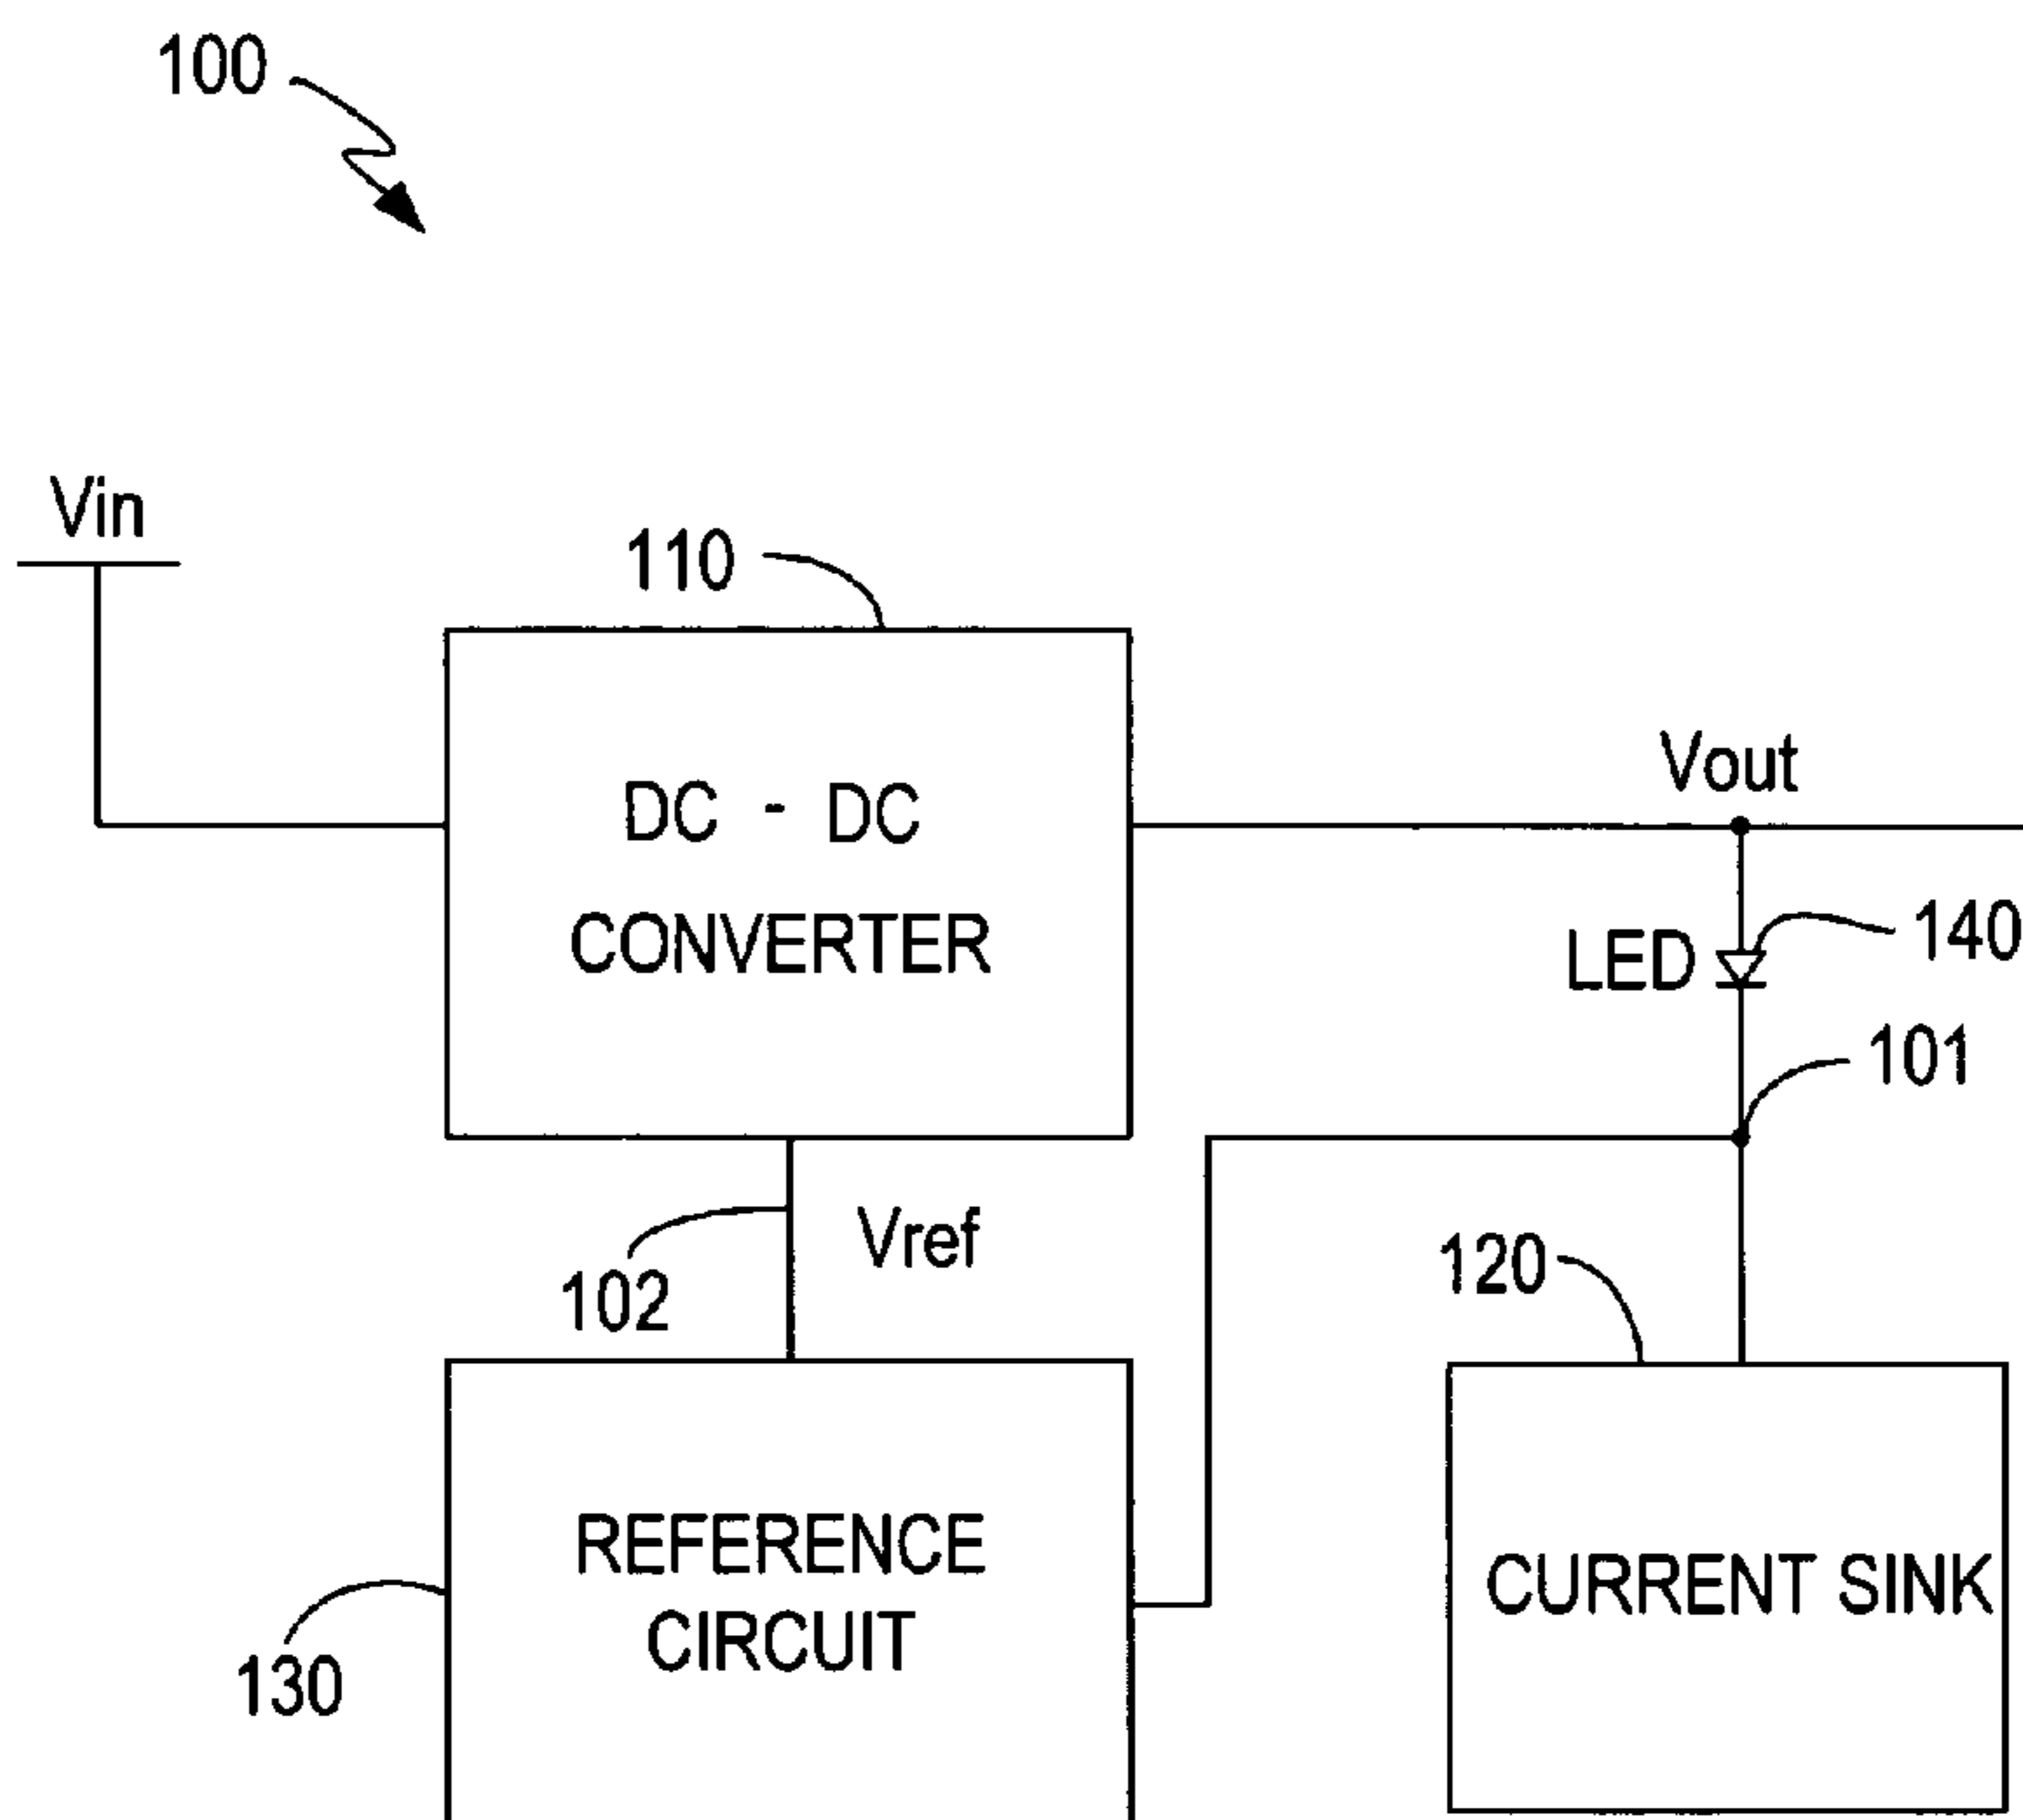 100
Vin
110
DC - DC
CONVERTER
Vout
LED
140
101
102
Vref
120
REFERENCE
CIRCUIT
130
CURRENT SINK